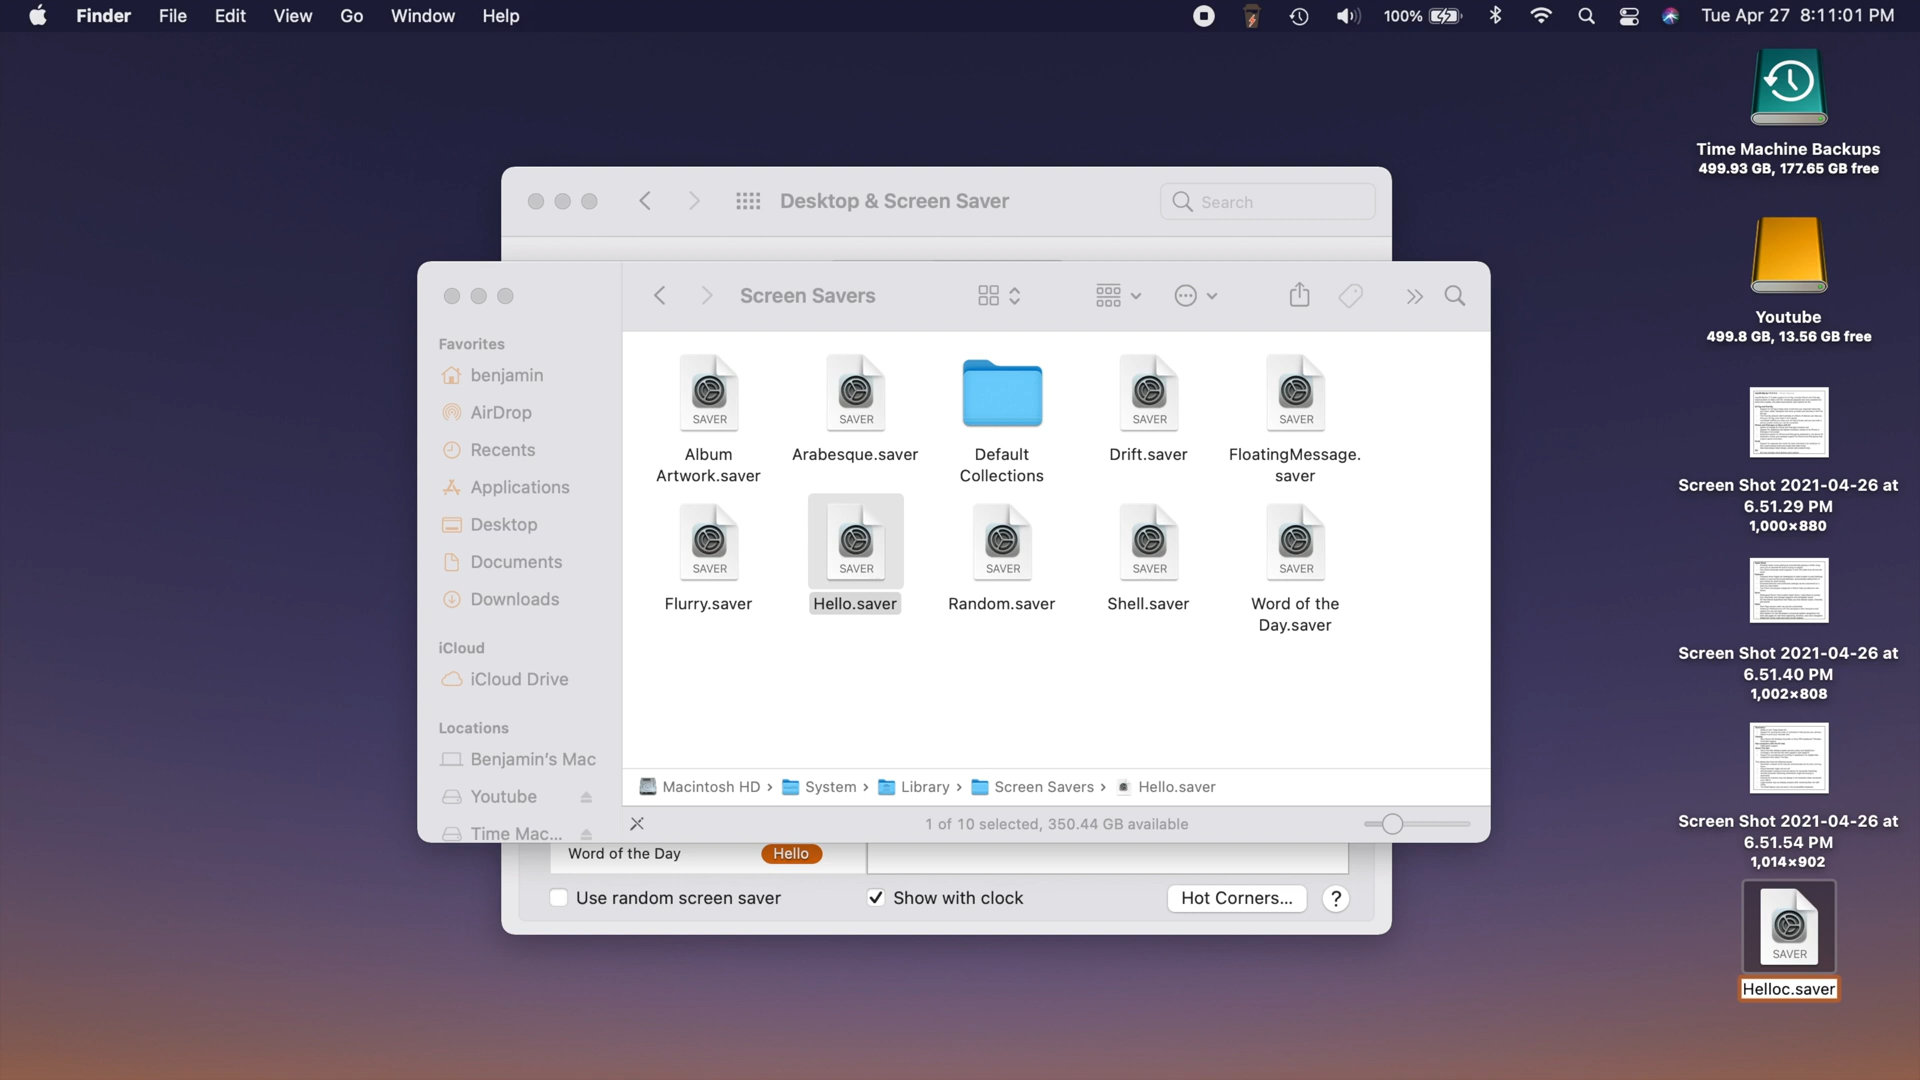 Finder File Edit View Go Window Help
100% Tue Apr 27 8:11:01 PM
Time Machine Backups
499.93 GB, 177.65 GB free
Youtube
499.8 GB, 13.56 GB free
Screen Shot 2021-04-26 at
6.51.29 PM
1,000×880
Screen Shot 2021-04-26 at
6.51.40 PM
1,002×808
Screen Shot 2021-04-26 at
6.51.54 PM
1,014×902
SAVER
Helloc.saver
Desktop & Screen Saver
Search
Screen Savers
Favorites
benjamin
AirDrop
Recents
Applications
Desktop
Documents
Downloads
iCloud
iCloud Drive
Locations
Benjamin's Mac
Youtube
Time Mac...
SAVER SAVER SAVER SAVER
Album Arabesque.saver Default Drift.saver FloatingMessage.
Artwork.saver Collections saver
SAVER SAVER SAVER SAVER SAVER
Flurry.saver Hello.saver Random.saver Shell.saver Word of the
Day.saver
Macintosh HD › System › Library › Screen Savers › Hello.saver
1 of 10 selected, 350.44 GB available
Word of the Day Hello
Use random screen saver Show with clock Hot Corners... ?